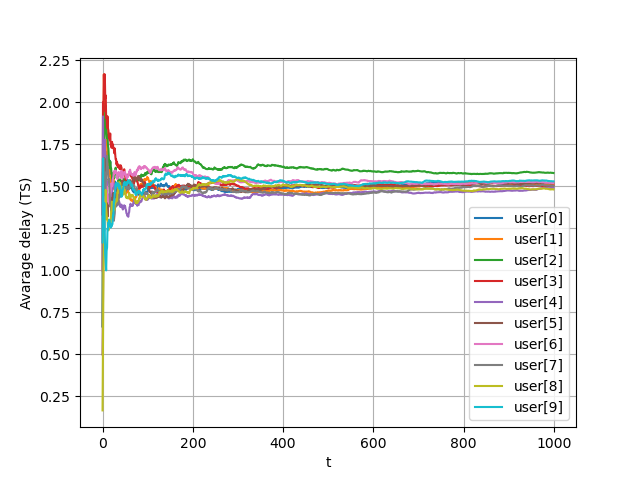 2.25
2.00
1.75
1.50
1.25
1.00
0.75
0.50
0.25
Avarage delay (TS)
0
200
400
600
800
1000
t
user[0]
user[1]
user[2]
user[3]
user[4]
user[5]
user[6]
user[7]
user[8]
user[9]